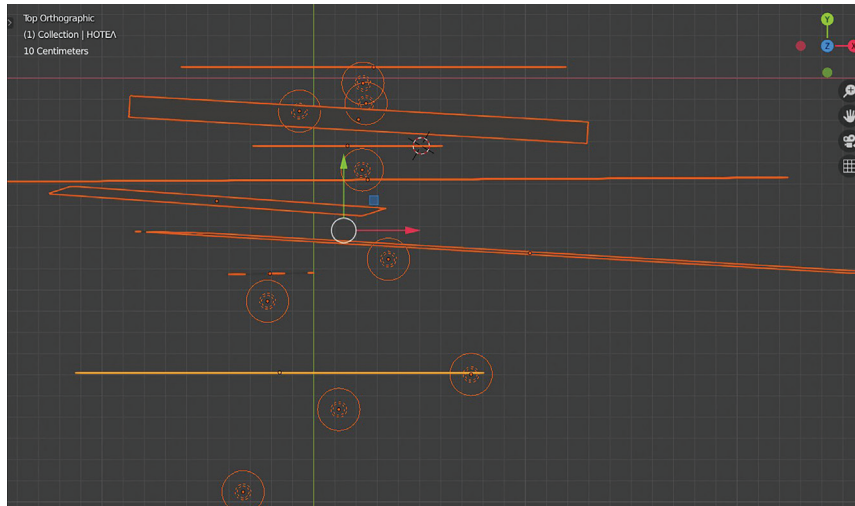 Top Orthographic
(1) Collection | HOTEΛ
10 Centimeters
Y
Z
X